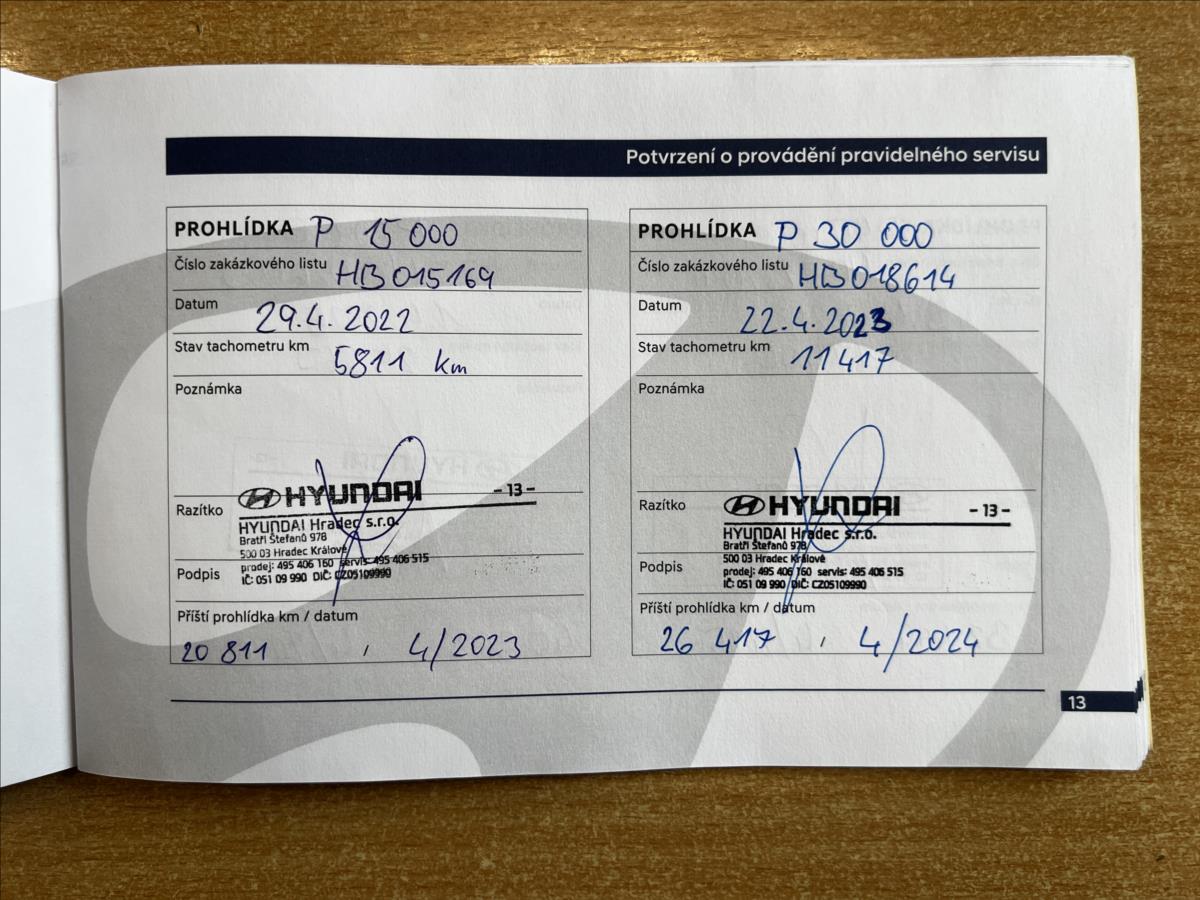 Potvrzení o provádění pravidelného servisu
PROHLÍDKA P 15 000
Číslo zakázkového listu HB015169
Datum 29.4.2022
Stav tachometru km 5811 km
Poznámka
Razítko
HYUNDAI -13-
HYUNDAI Hradec s.r.o.
Bratří Štefanů 978
500 03 Hradec Králové
prodej: 495 406 160 servis: 495 406 515
IČ: 051 09 990 DIČ: CZ05109990
Podpis
Příští prohlídka km / datum
20 811 , 4/2023
PROHLÍDKA P 30 000
Číslo zakázkového listu HB018614
Datum 22.4.2023
Stav tachometru km 11417
Poznámka
Razítko
HYUNDAI -13-
HYUNDAI Hradec s.r.o.
Bratří Štefanů 978
500 03 Hradec Králové
prodej: 495 406 160 servis: 495 406 515
IČ: 051 09 990 DIČ: CZ05109990
Podpis
Příští prohlídka km / datum
26 417 , 4/2024
13